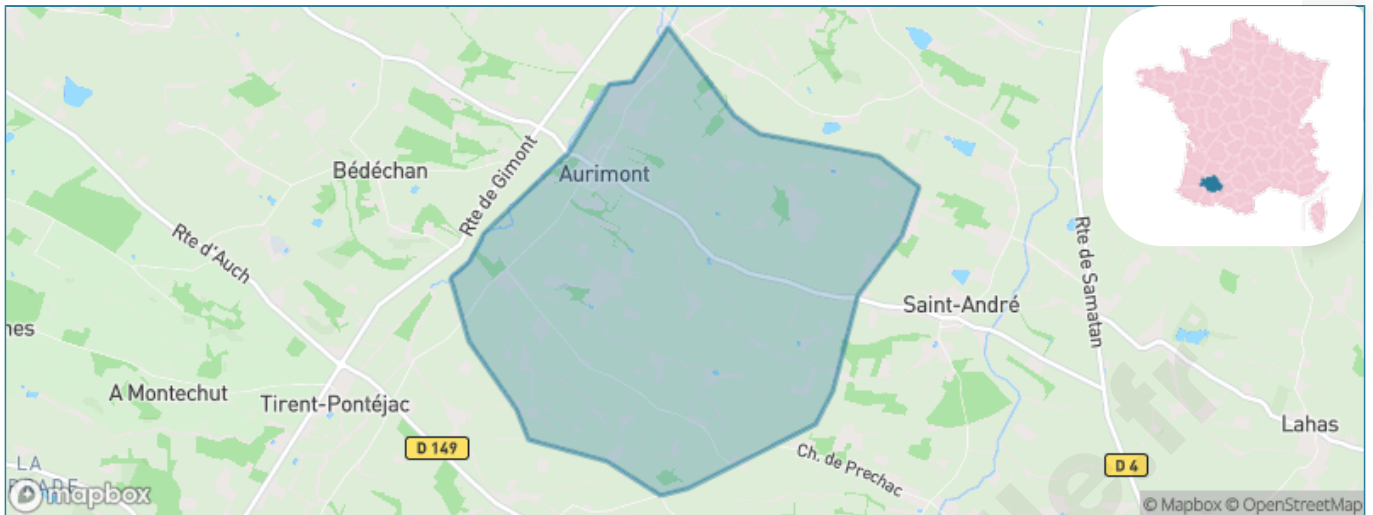 Bédéchan
Rte de Gimont
Aurimont
Rte d'Auch
Rte de Samatan
Saint-André
nes
A Montechut
Tirent-Pontéjac
Lahas
D 149
Ch. de Prechac
D 4
LA
mapbox
© Mapbox © OpenStreetMap